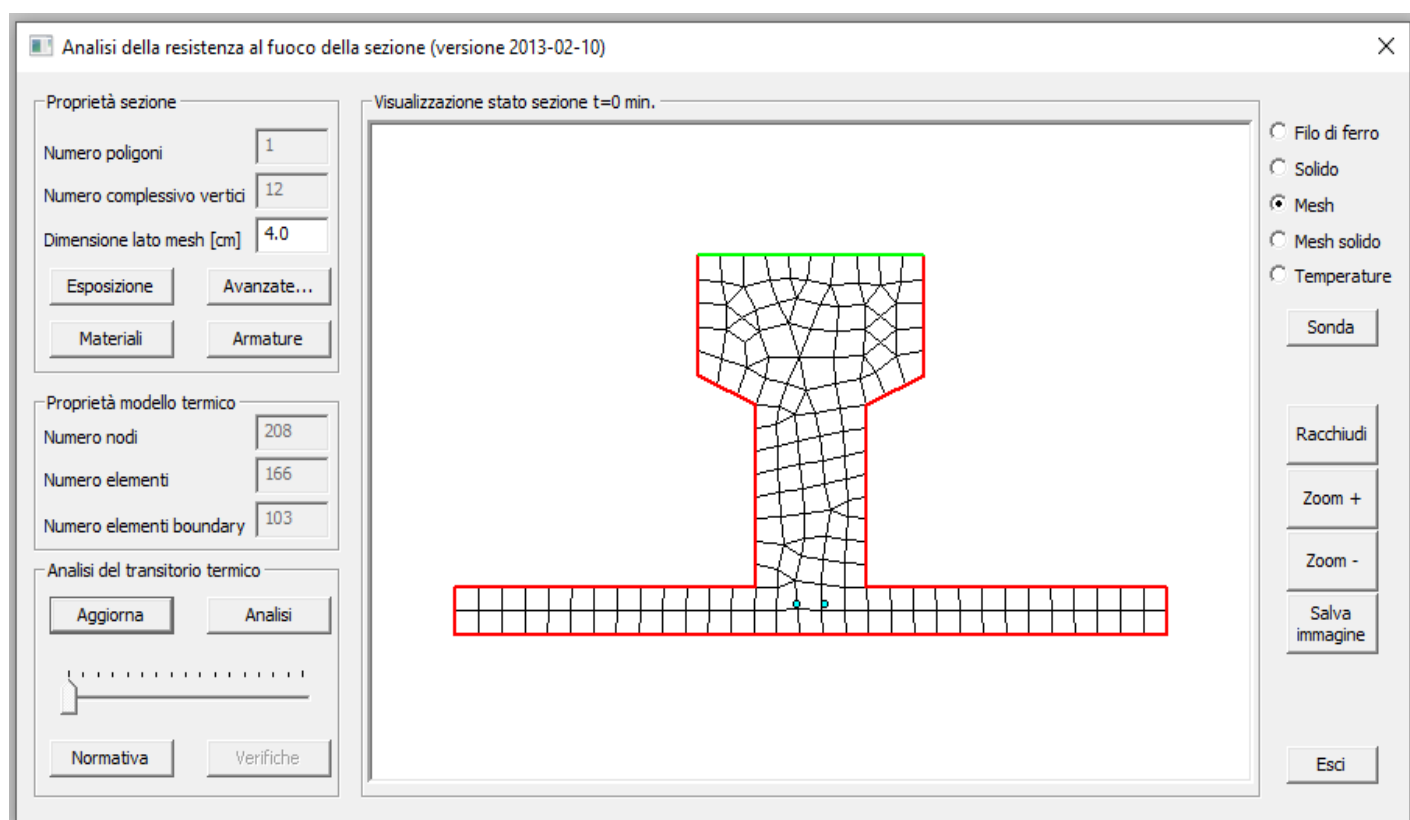 Analisi della resistenza al fuoco della sezione (versione 2013-02-10)
Proprietà sezione
Numero poligoni 1
Numero complessivo vertici 12
Dimensione lato mesh [cm] 4.0
Esposizione Avanzate...
Materiali Armature
Proprietà modello termico
Numero nodi 208
Numero elementi 166
Numero elementi boundary 103
Analisi del transitorio termico
Aggiorna Analisi
Normativa Verifiche
Visualizzazione stato sezione t=0 min.
Filo di ferro
Solido
Mesh
Mesh solido
Temperature
Sonda
Racchiudi
Zoom +
Zoom -
Salva
immagine
Esci